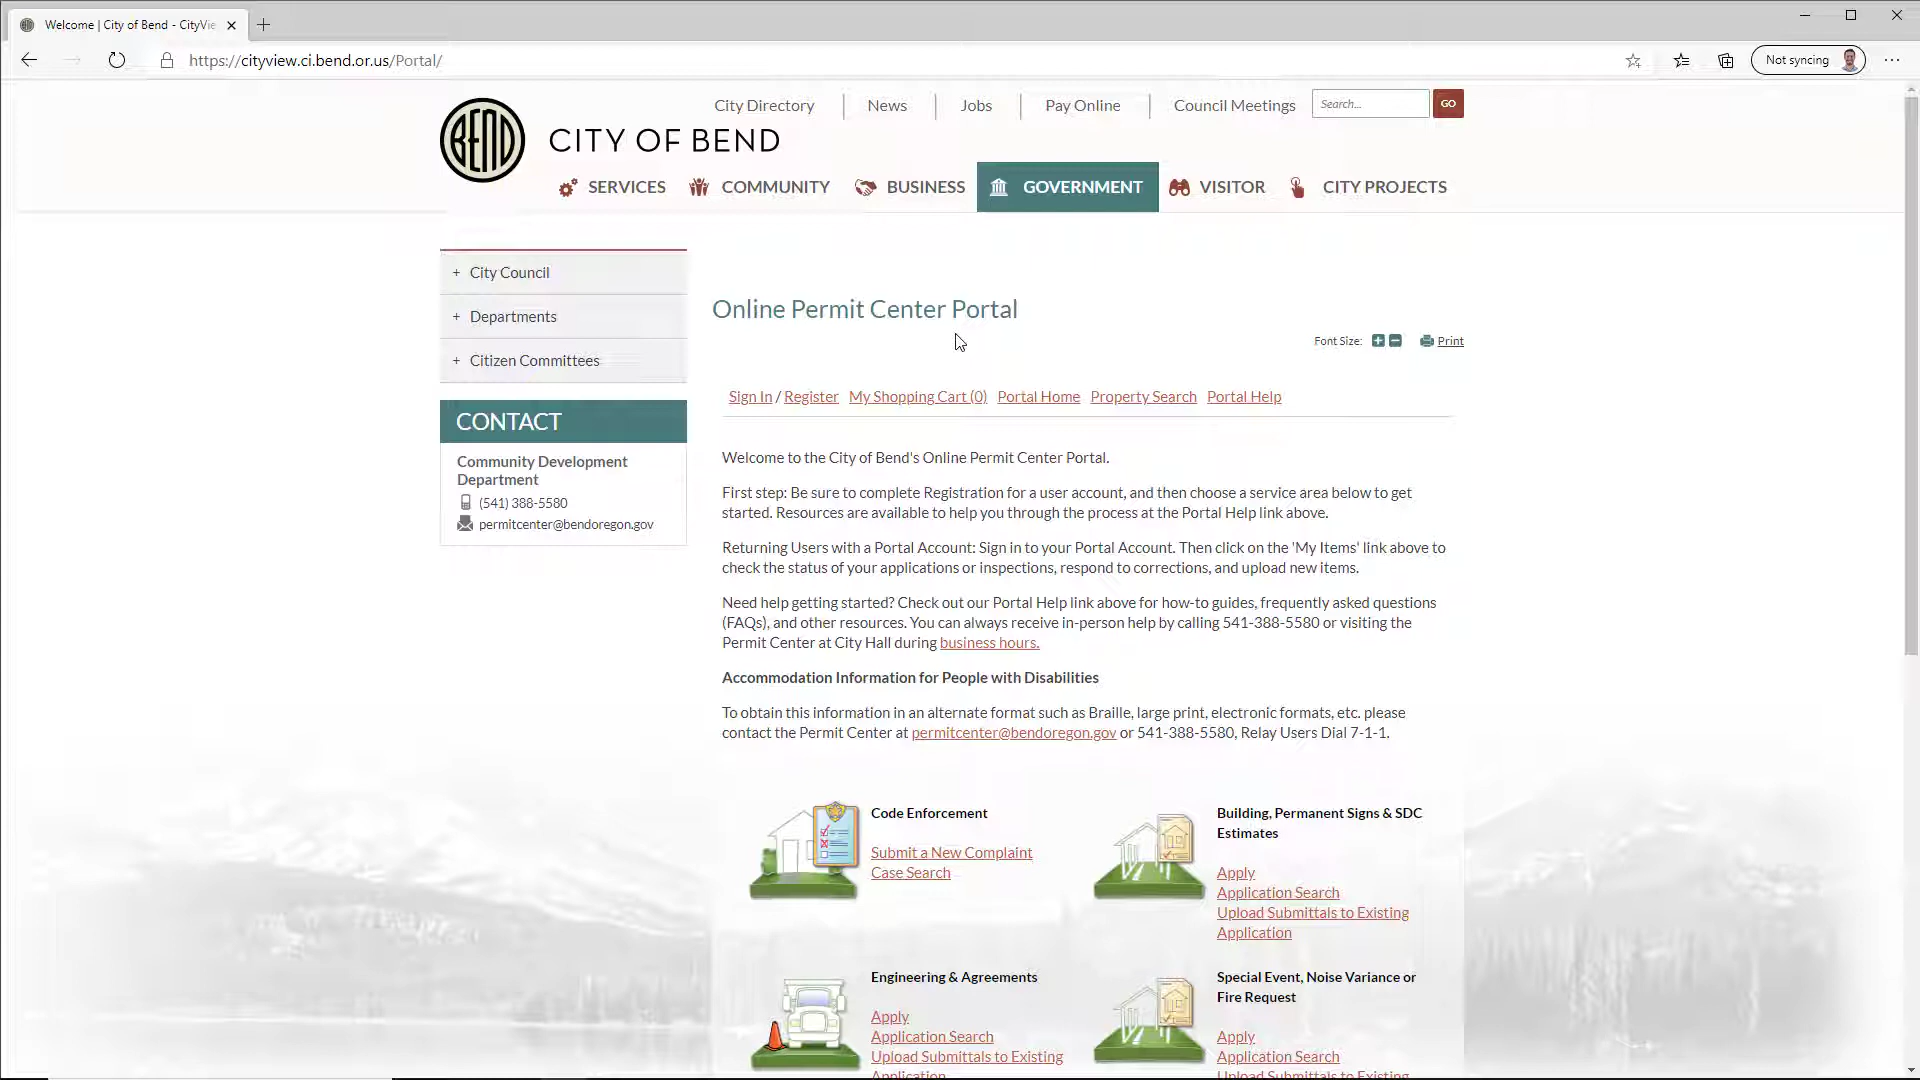 Welcome | City of Bend - CityVie
https://cityview.ci.bend.or.us/Portal/
Not syncing
City Directory
News
Jobs
Pay Online
Council Meetings
Search...
GO
BEND
CITY OF BEND
SERVICES
COMMUNITY
BUSINESS
GOVERNMENT
VISITOR
CITY PROJECTS
+ City Council
+ Departments
+ Citizen Committees
CONTACT
Community Development
Department
(541) 388-5580
permitcenter@bendoregon.gov
Online Permit Center Portal
Font Size:
Print
Sign In / Register My Shopping Cart (0) Portal Home Property Search Portal Help
Welcome to the City of Bend's Online Permit Center Portal.
First step: Be sure to complete Registration for a user account, and then choose a service area below to get
started. Resources are available to help you through the process at the Portal Help link above.
Returning Users with a Portal Account: Sign in to your Portal Account. Then click on the 'My Items' link above to
check the status of your applications or inspections, respond to corrections, and upload new items.
Need help getting started? Check out our Portal Help link above for how-to guides, frequently asked questions
(FAQs), and other resources. You can always receive in-person help by calling 541-388-5580 or visiting the
Permit Center at City Hall during business hours.
Accommodation Information for People with Disabilities
To obtain this information in an alternate format such as Braille, large print, electronic formats, etc. please
contact the Permit Center at permitcenter@bendoregon.gov or 541-388-5580, Relay Users Dial 7-1-1.
Code Enforcement
Submit a New Complaint
Case Search
Building, Permanent Signs & SDC
Estimates
Apply
Application Search
Upload Submittals to Existing
Application
Engineering & Agreements
Apply
Application Search
Upload Submittals to Existing
Application
Special Event, Noise Variance or
Fire Request
Apply
Application Search
Upload Submittals to Existing